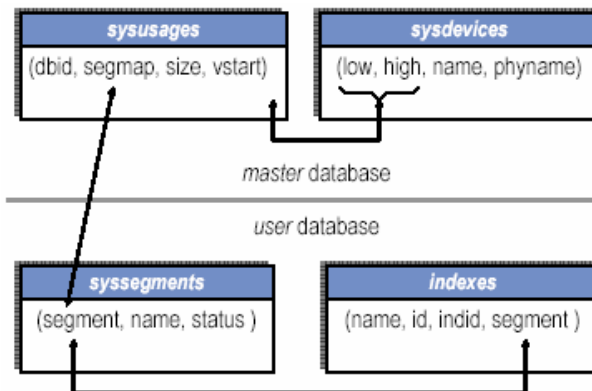 sysusages
(dbid, segmap, size, vstart)
sysdevices
(low, high, name, phyname)
master database
user database
syssegments
(segment, name, status )
indexes
(name, id, indid, segment )